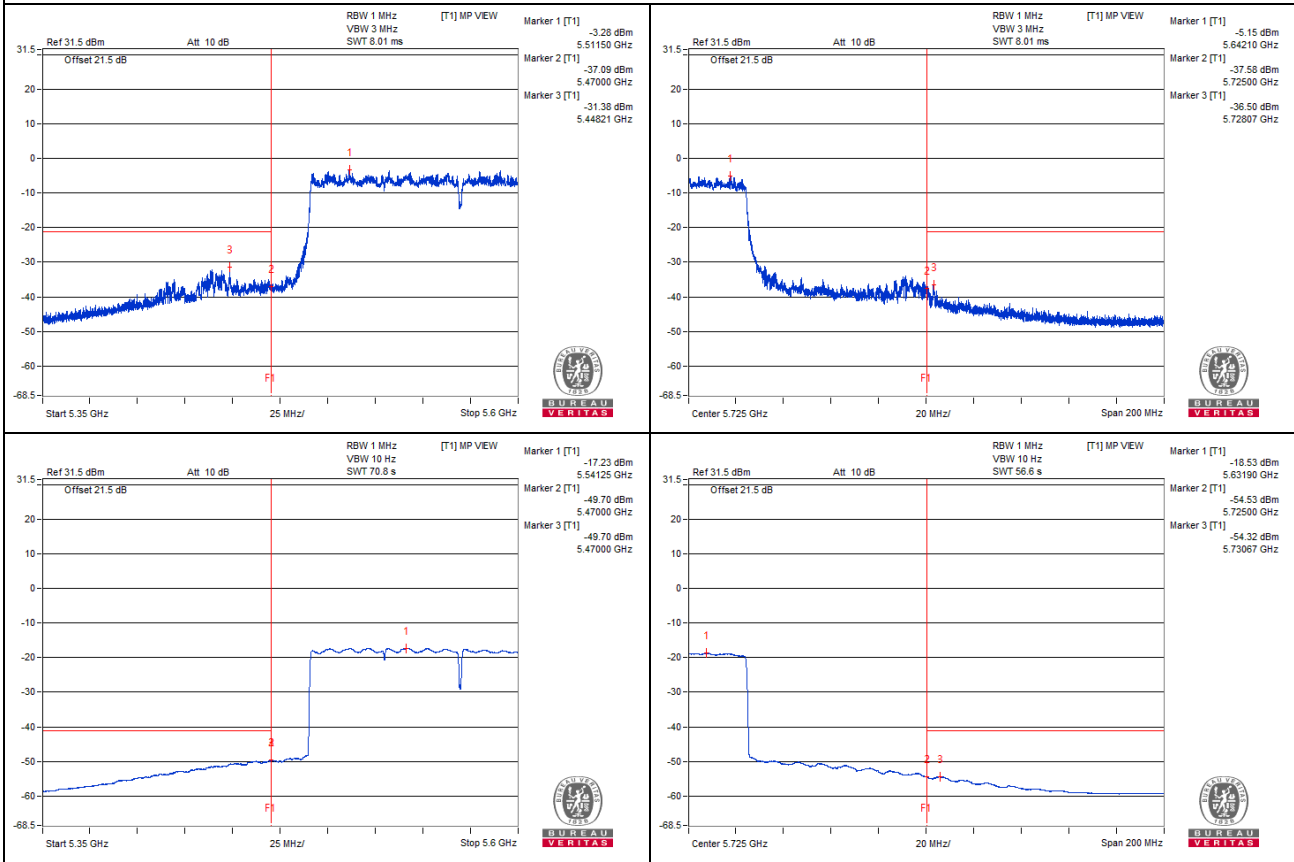 RBW 1 MHz [T1] MP VIEW
VBW 3 MHz
Ref 31.5 dBm Att 10 dB SWT 8.01 ms
Offset 21.5 dB
Marker 1 [T1]
-3.28 dBm
5.51150 GHz
Marker 2 [T1]
-37.09 dBm
5.47000 GHz
Marker 3 [T1]
-31.38 dBm
5.44821 GHz
31.5
20
10
0
-10
-20
-30
-40
-50
-60
-68.5
1
3
2
F1
Start 5.35 GHz 25 MHz/ Stop 5.6 GHz
BUREAU VERITAS
1828
BUREAU
VERITAS
RBW 1 MHz [T1] MP VIEW
VBW 3 MHz
Ref 31.5 dBm Att 10 dB SWT 8.01 ms
Offset 21.5 dB
Marker 1 [T1]
-5.15 dBm
5.64210 GHz
Marker 2 [T1]
-37.58 dBm
5.72500 GHz
Marker 3 [T1]
-36.50 dBm
5.72807 GHz
31.5
20
10
0
-10
-20
-30
-40
-50
-60
-68.5
1
2 3
F1
Center 5.725 GHz 20 MHz/ Span 200 MHz
BUREAU VERITAS
1828
BUREAU
VERITAS
RBW 1 MHz [T1] MP VIEW
VBW 10 Hz
Ref 31.5 dBm Att 10 dB SWT 70.8 s
Offset 21.5 dB
Marker 1 [T1]
-17.23 dBm
5.54125 GHz
Marker 2 [T1]
-49.70 dBm
5.47000 GHz
Marker 3 [T1]
-49.70 dBm
5.47000 GHz
31.5
20
10
0
-10
-20
-30
-40
-50
-60
-68.5
1
F1
Start 5.35 GHz 25 MHz/ Stop 5.6 GHz
BUREAU VERITAS
1828
BUREAU
VERITAS
RBW 1 MHz [T1] MP VIEW
VBW 10 Hz
Ref 31.5 dBm Att 10 dB SWT 56.6 s
Offset 21.5 dB
Marker 1 [T1]
-18.53 dBm
5.63190 GHz
Marker 2 [T1]
-54.53 dBm
5.72500 GHz
Marker 3 [T1]
-54.32 dBm
5.73067 GHz
31.5
20
10
0
-10
-20
-30
-40
-50
-60
-68.5
1
2 3
F1
Center 5.725 GHz 20 MHz/ Span 200 MHz
BUREAU VERITAS
1828
BUREAU
VERITAS